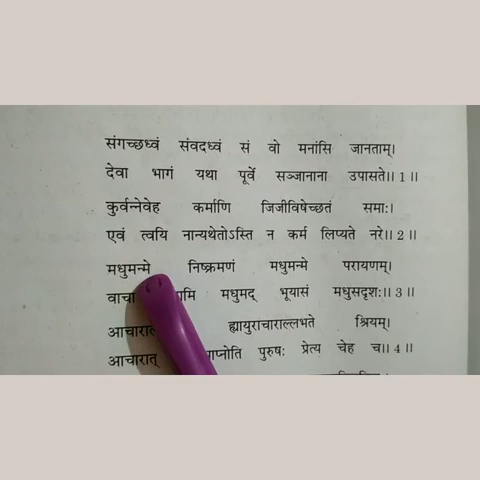 संगच्छध्वं संवदध्वं सं वो मनांसि जानताम्।
देवा भागं यथा पूर्वे सञ्जानाना उपासते।। 1 ।।
कुर्वन्नेवेह कर्माणि जिजीविषेच्छतं समाः।
एवं त्वयि नान्यथेतोऽस्ति न कर्म लिप्यते नरे।। 2 ।।
मधुमन्मे निष्क्रमणं मधुमन्मे परायणम्।
मधुमद् भूयासं मधुसदृशः।। 3 ।।
ह्यायुराचाराल्लभते श्रियम्।
आचारात् पुरुषः प्रेत्य चेह च।। 4 ।।